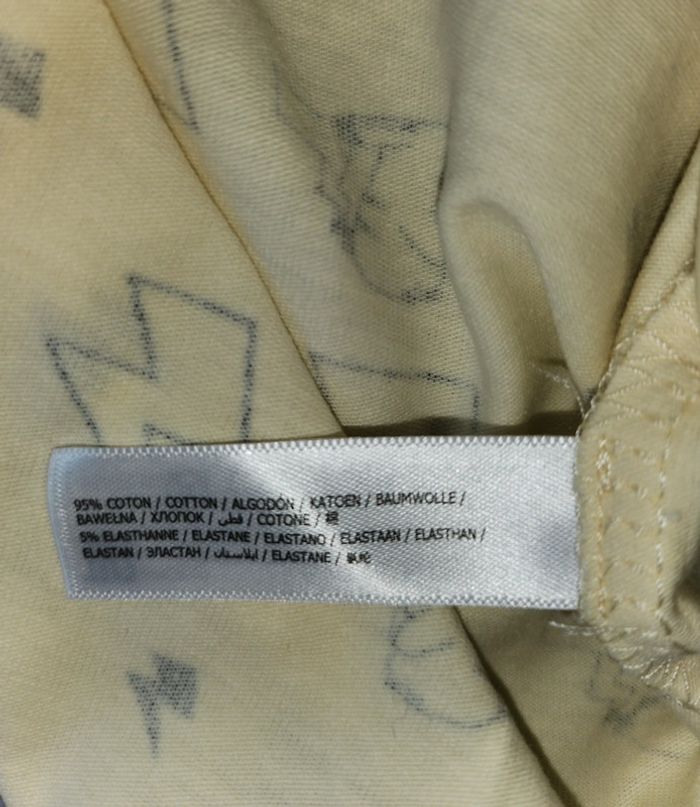 95% COTON / COTTON / ALGODÓN / KATOEN / BAUMWOLLE /
BAWEŁNA / ХЛОПОК / قطن / COTONE / 棉
5% ELASTHANNE / ELASTANE / ELASTANO / ELASTAAN / ELASTHAN /
ELASTAN / ЭЛАСТАН / ايلاستان / ELASTANE /